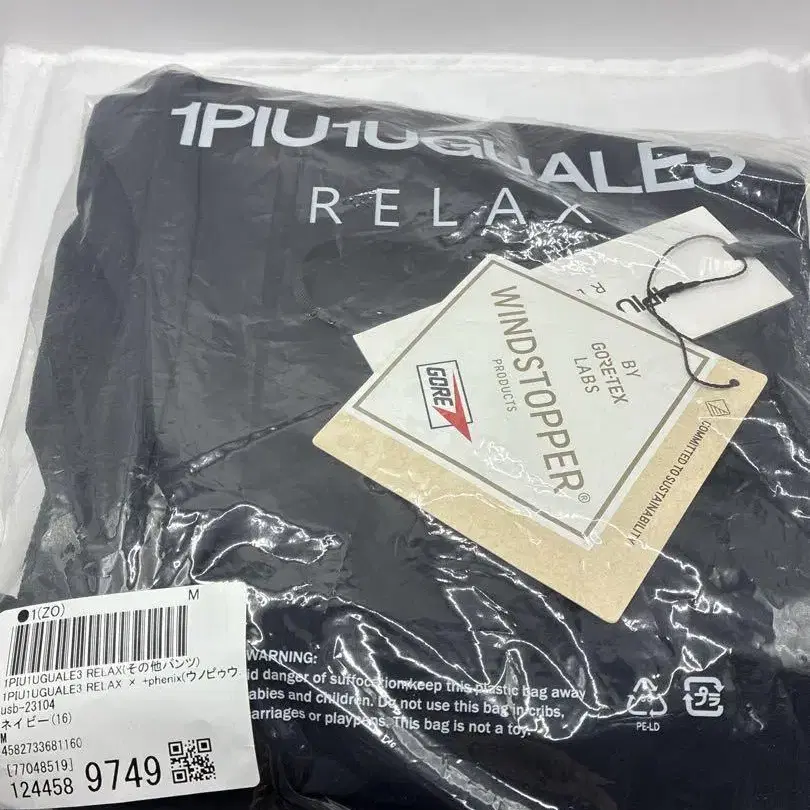 1PIU1UGUALE3
RELAX
R
BY
GORE-TEX
LABS
WINDSTOPPER®
PRODUCTS
GORE
COMMITTED TO SUSTAINABILITY
M
●1(ZO)
1PIU1UGUALE3 RELAX(その他パンツ)
1PIU1UGUALE3 RELAX × +phenix(ウノピゥウ
usb-23104
ネイビー(16)
M
4582733681160
[77048519]
124458 9749
WARNING:
id danger of suffocation,keep this plastic bag away
abies and children. Do not use this bag in cribs,
arriages or playpens. This bag is not a toy.
PE-LD
プラ